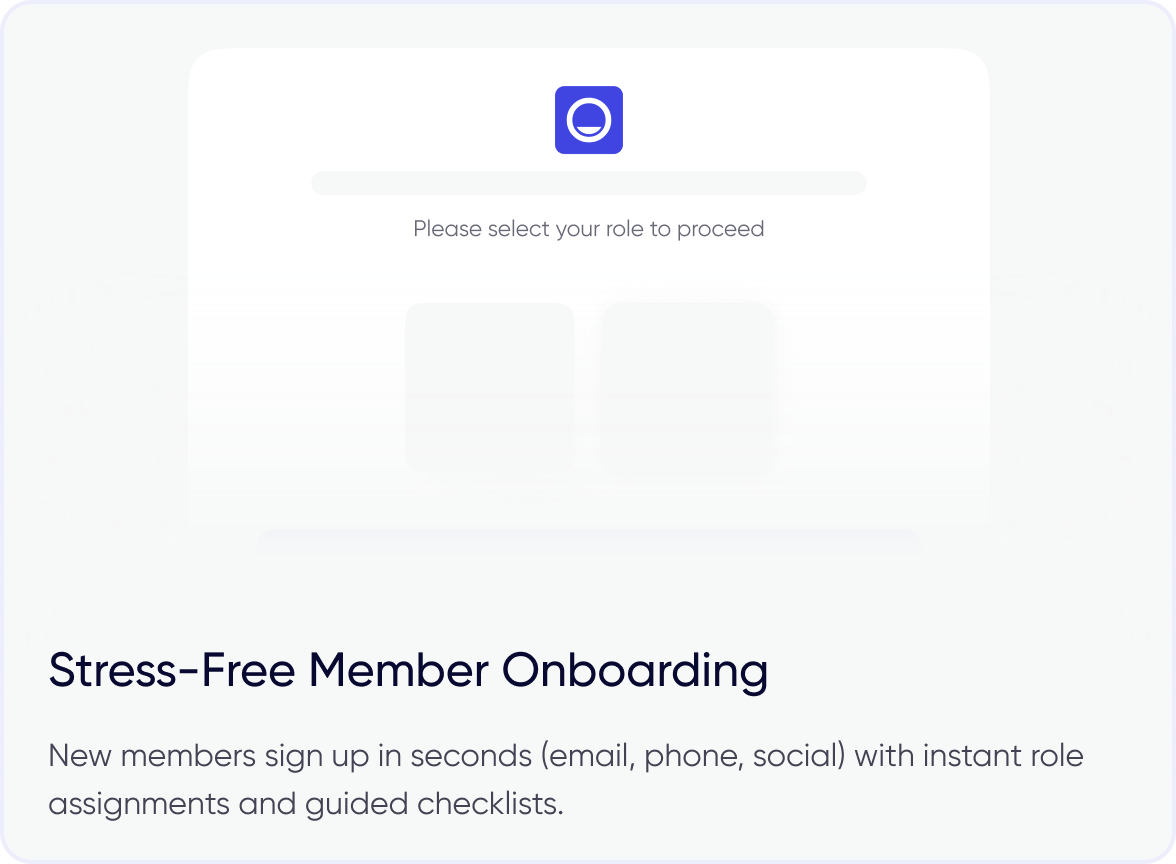 Please select your role to proceed
Stress-Free Member Onboarding
New members sign up in seconds (email, phone, social) with instant role
assignments and guided checklists.